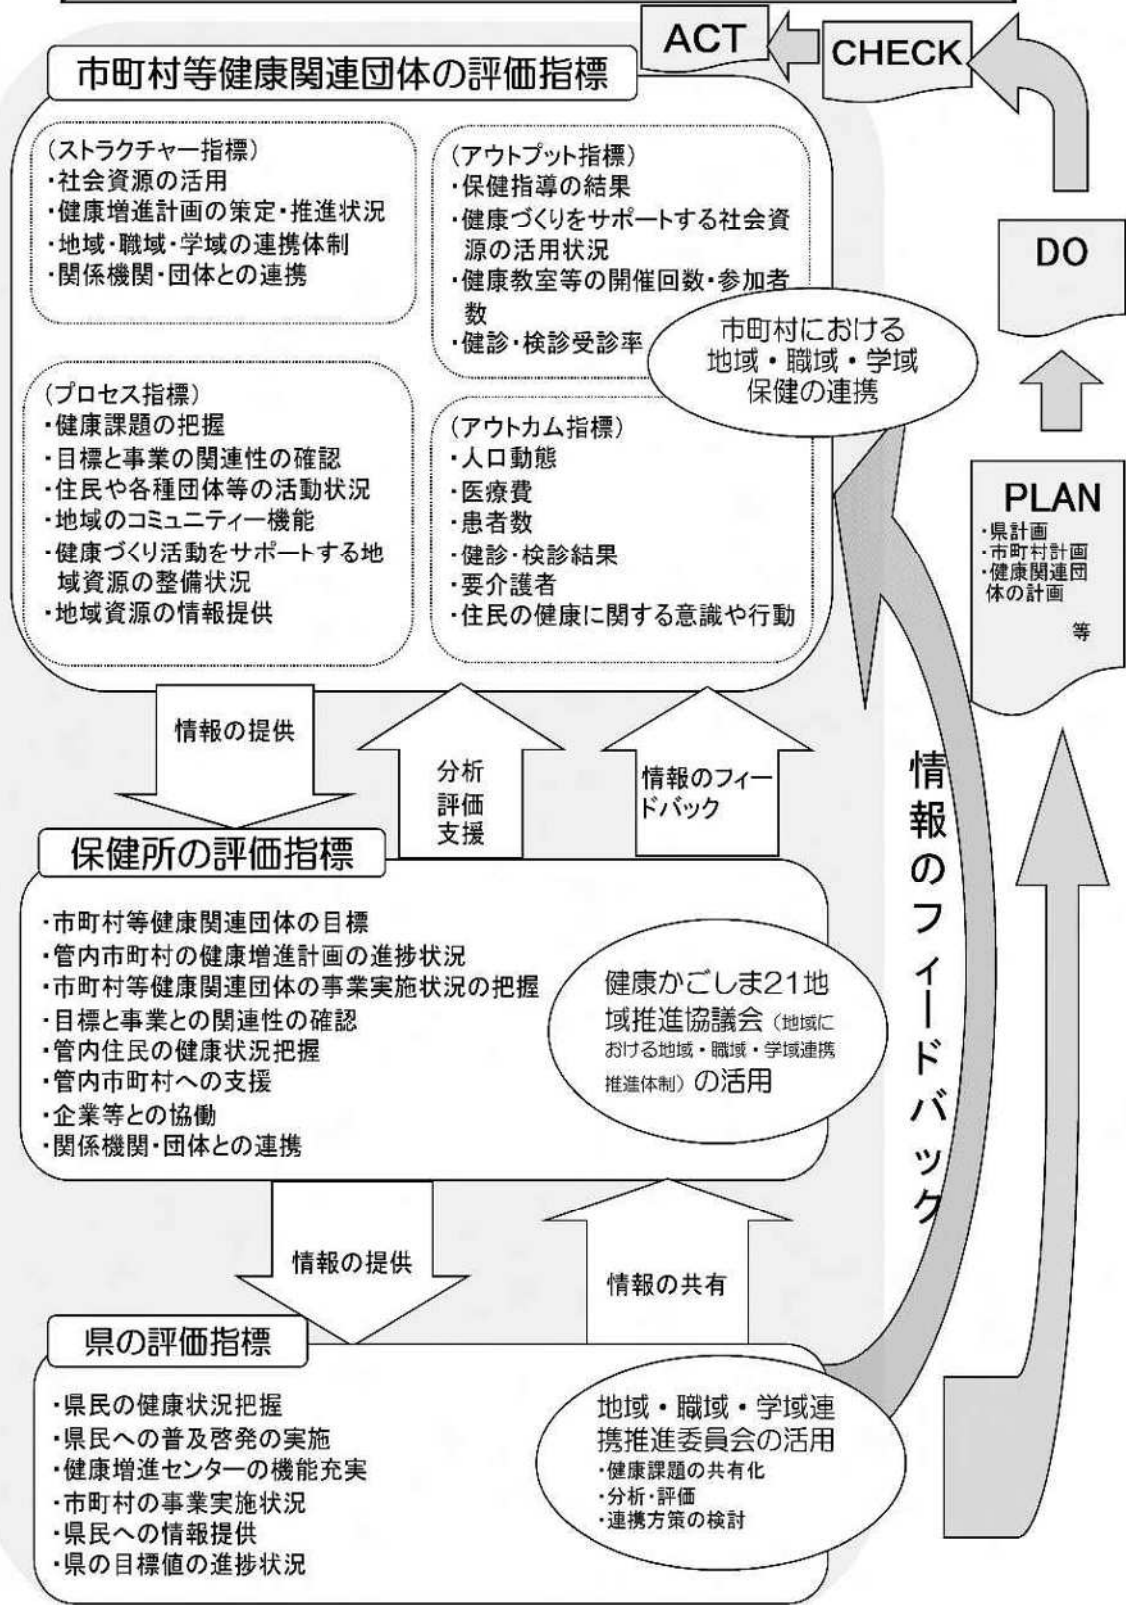 ACT
CHECK
市町村等健康関連団体の評価指標
（ストラクチャー指標）
・社会資源の活用
・健康増進計画の策定・推進状況
・地域・職域・学域の連携体制
・関係機関・団体との連携
（アウトプット指標）
・保健指導の結果
・健康づくりをサポートする社会資
源の活用状況
・健康教室等の開催回数・参加者
数
・健診・検診受診率
DO
市町村における
地域・職域・学域
保健の連携
（プロセス指標）
・健康課題の把握
・目標と事業の関連性の確認
・住民や各種団体等の活動状況
・地域のコミュニティー機能
・健康づくり活動をサポートする地
域資源の整備状況
・地域資源の情報提供
（アウトカム指標）
・人口動態
・医療費
・患者数
・健診・検診結果
・要介護者
・住民の健康に関する意識や行動
PLAN
・県計画
・市町村計画
・健康関連団
体の計画
等
情報の提供
分析
評価
支援
情報のフィー
ドバック
情報のフィードバック
保健所の評価指標
・市町村等健康関連団体の目標
・管内市町村の健康増進計画の進捗状況
・市町村等健康関連団体の事業実施状況の把握
・目標と事業との関連性の確認
・管内住民の健康状況把握
・管内市町村への支援
・企業等との協働
・関係機関・団体との連携
健康かごしま21地
域推進協議会（地域に
おける地域・職域・学域連携
推進体制）の活用
情報の提供
情報の共有
県の評価指標
・県民の健康状況把握
・県民への普及啓発の実施
・健康増進センターの機能充実
・市町村の事業実施状況
・県民への情報提供
・県の目標値の進捗状況
地域・職域・学域連
携推進委員会の活用
・健康課題の共有化
・分析・評価
・連携方策の検討